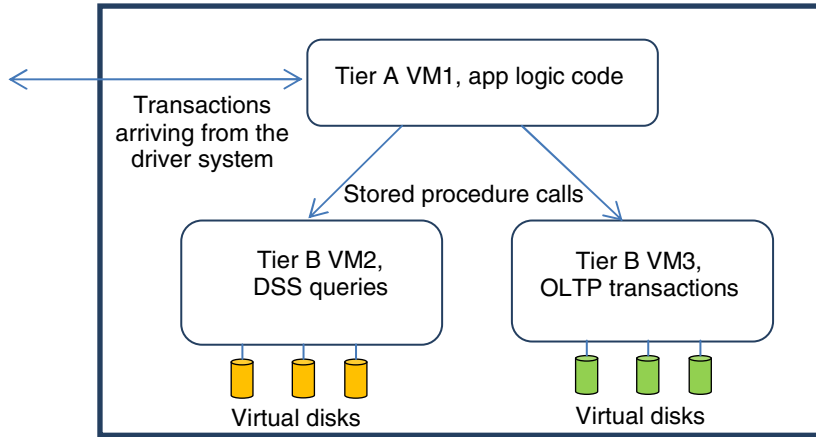 Tier A VM1, app logic code
Transactions
arriving from the
driver system
Stored procedure calls
Tier B VM2,
DSS queries
Tier B VM3,
OLTP transactions
Virtual disks
Virtual disks